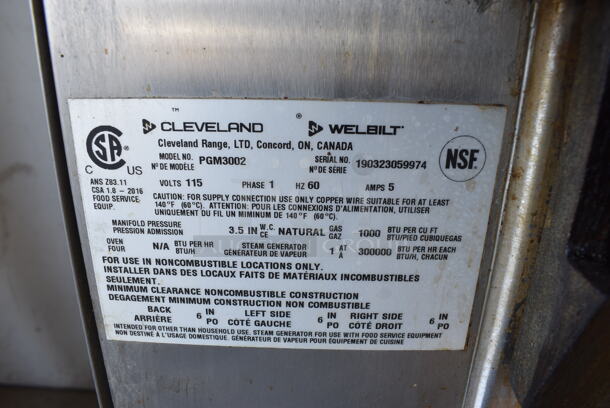 ™
CLEVELAND WELBILT®
Cleveland Range, LTD, Concord, ON, CANADA
MODEL NO. PGM3002 SERIAL NO. 190323059974
Nº DE MODÈLE Nº DE SÉRIE
CSA
C US
NSF®
ANS Z83.11
CSA 1.8 - 2016
FOOD SERVICE
EQUIP.
VOLTS 115 PHASE 1 HZ 60 AMPS 5
CAUTION: FOR SUPPLY CONNECTION USE ONLY COPPER WIRE SUITABLE FOR AT LEAST
140°F (60°C). ATTENTION: POUR LES CONNEXIONS D'ALIMENTATION, UTILISER
UNIQUEMENT DU FIL UN MIMINUM DE 140°F (60°C).
MANIFOLD PRESSURE 3.5 IN W.C. NATURAL GAS 1000 BTU PER CU FT
PRESSION ADMISSION CE GAZ BTU/PIED CUBIQUEGAS
OVEN N/A BTU PER HR STEAM GENERATOR 1 AT 300000 BTU PER HR EACH
FOUR BTU/H GÉNÉRATEUR DE VAPEUR A BTU/H, CHACUN
FOR USE IN NONCOMBUSTIBLE LOCATIONS ONLY.
INSTALLER DANS DES LOCAUX FAITS DE MATÉRIAUX INCOMBUSTIBLES
SEULEMENT.
MINIMUM CLEARANCE NONCOMBUSTIBLE CONSTRUCTION
DEGAGEMENT MINIMUM CONSTRUCTION NON COMBUSTIBLE
BACK 6 IN LEFT SIDE 6 IN RIGHT SIDE 6 IN
ARRIÈRE PO CÔTÉ GAUCHE PO CÔTÉ DROIT PO
INTENDED FOR OTHER THAN HOUSEHOLD USE. STEAM GENERATOR FOR USE WITH FOOD SERVICE EQUIPMENT
NON DESTINÉ À L'USAGE DOMESTIQUE. GÉNÉRATEUR DE VAPEUR POUR ÉQUIPEMENT DE CUISINE